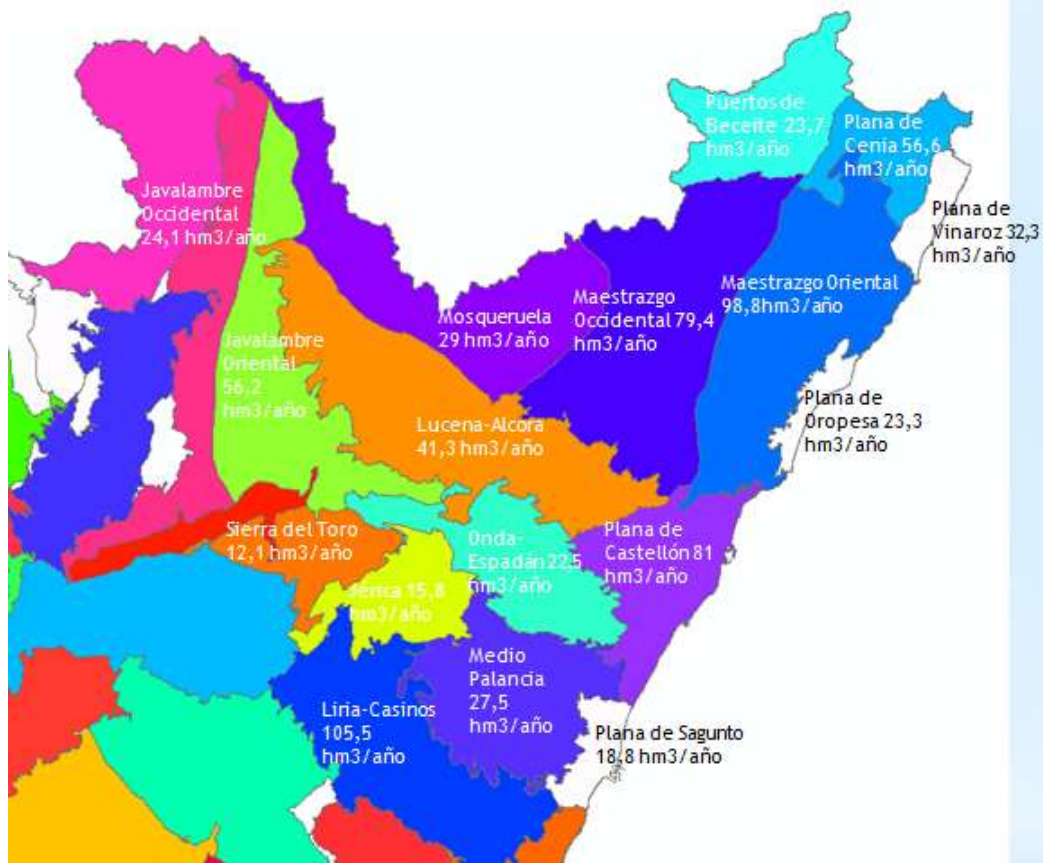 Puertos de
Beceite 23,7
hm3/año
Plana de
Cenia 56,6
hm3/año
Javalambre
Occidental
24,1 hm3/año
Plana de
Vinaroz 32,3
hm3/año
Mosqueruela
29 hm3/año
Maestrazgo
Occidental 79,4
hm3/año
Maestrazgo Oriental
98,8hm3/año
Javalambre
Oriental
56,2
hm3/año
Plana de
Oropesa 23,3
hm3/año
Lucena-Alcora
41,3 hm3/año
Sierra del Toro
12,1 hm3/año
Onda-
Espadán 22,5
hm3/año
Plana de
Castellón 81
hm3/año
Jérica 15,8
hm3/año
Medio
Palancia
27,5
hm3/año
Liria-Casinos
105,5
hm3/año
Plana de Sagunto
18,8 hm3/año